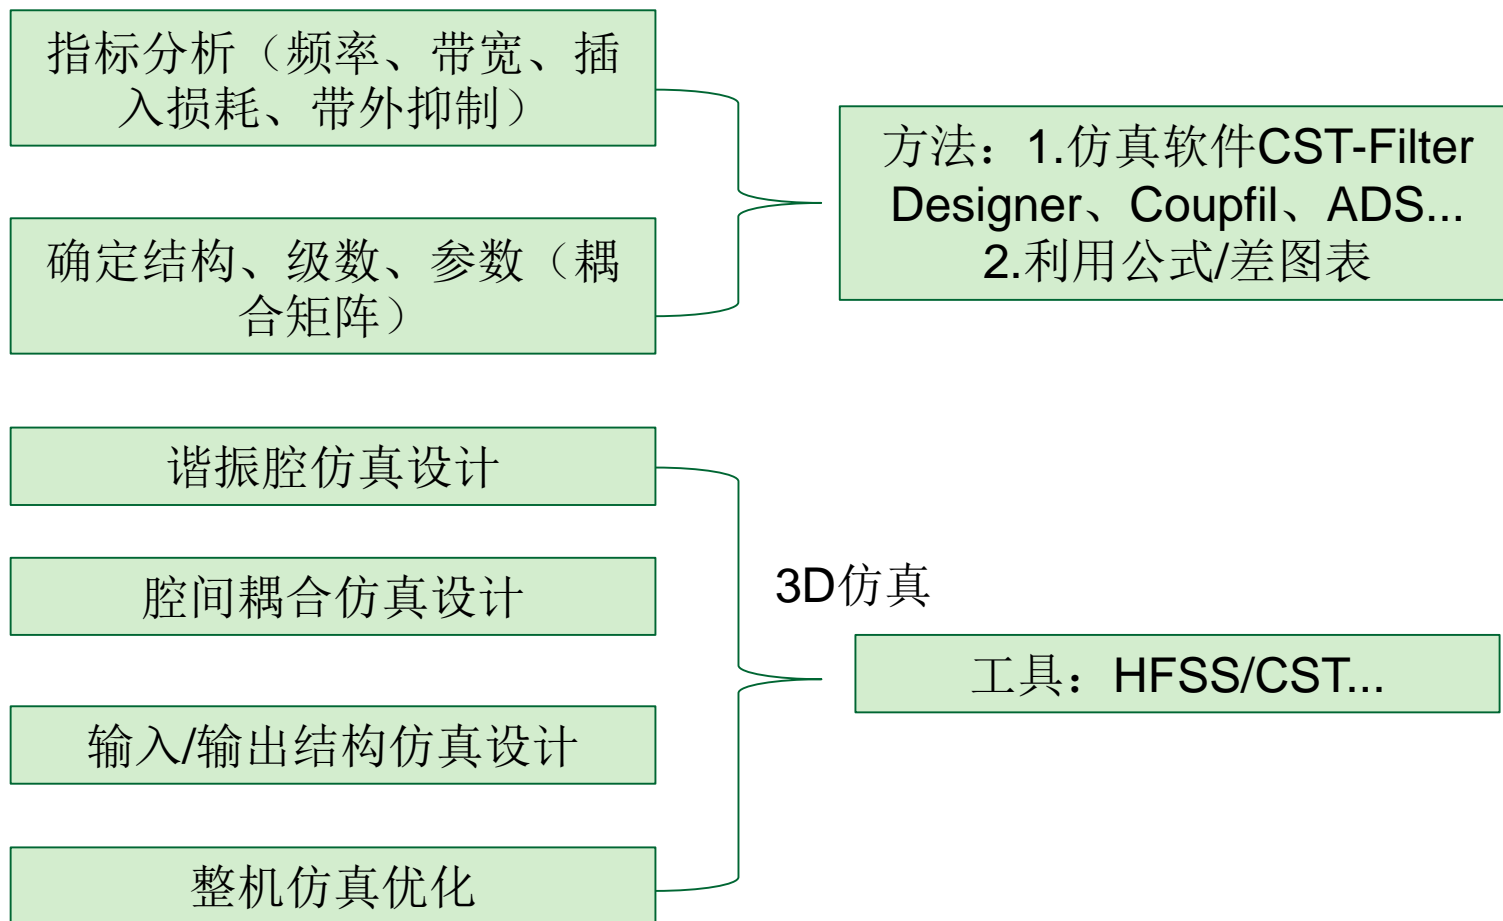 指标分析（频率、带宽、插
入损耗、带外抑制）
确定结构、级数、参数（耦
合矩阵）
方法：1.仿真软件CST-Filter
Designer、Coupfil、ADS...
2.利用公式/差图表
谐振腔仿真设计
腔间耦合仿真设计
输入/输出结构仿真设计
整机仿真优化
3D仿真
工具：HFSS/CST...